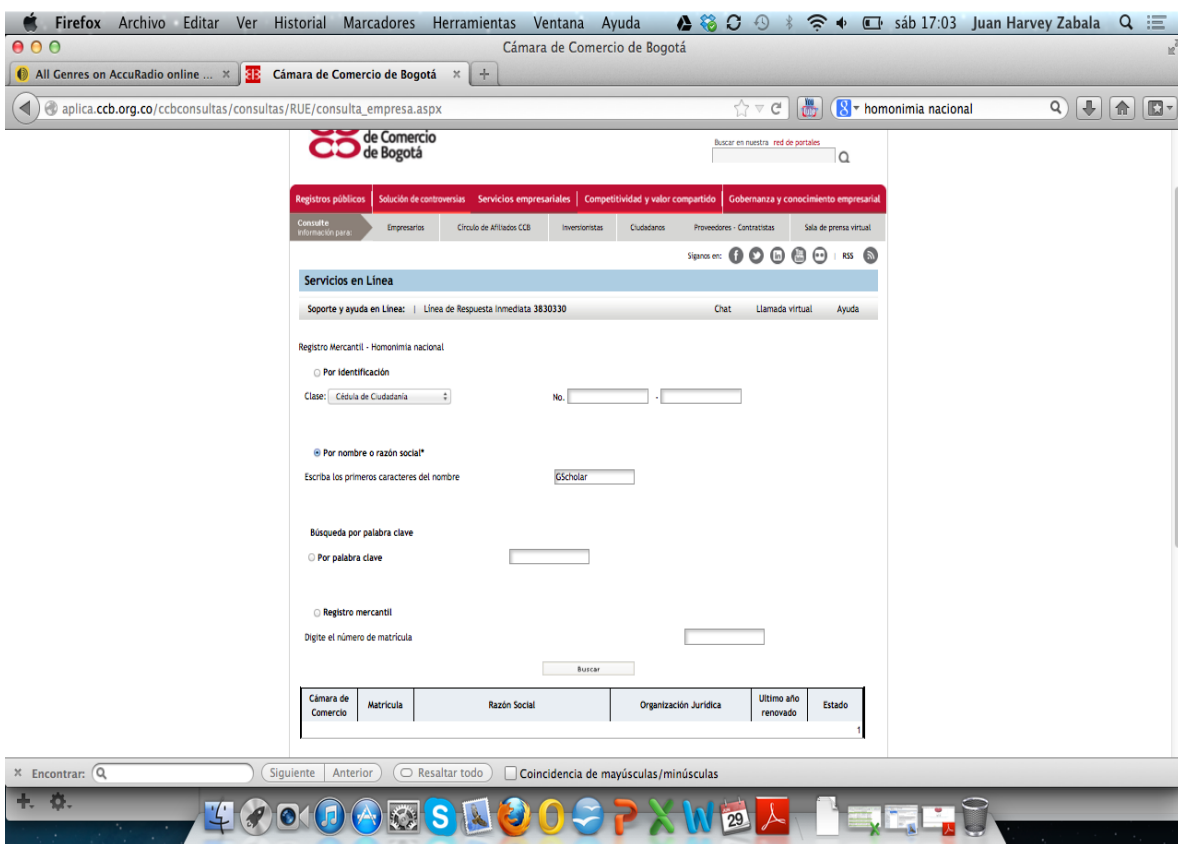 Firefox Archivo Editar Ver Historial Marcadores Herramientas Ventana Ayuda sáb 17:03 Juan Harvey Zabala
Cámara de Comercio de Bogotá
All Genres on AccuRadio online ... × Cámara de Comercio de Bogotá × +
aplica.ccb.org.co/ccbconsultas/consultas/RUE/consulta_empresa.aspx homonimia nacional
de Comercio
de Bogotá
Buscar en nuestra red de portales
Registros públicos Solución de controversias Servicios empresariales Competitividad y valor compartido Gobernanza y conocimiento empresarial
Consulte
Información para: Empresarios Círculo de Afiliados CCB Inversionistas Ciudadanos Proveedores - Contratistas Sala de prensa virtual
Síganos en: | RSS
Servicios en Línea
Soporte y ayuda en Línea: | Línea de Respuesta Inmediata 3830330 Chat Llamada virtual Ayuda
Registro Mercantil - Homonimia nacional
Por identificación
Clase: Cédula de Ciudadania No. -
Por nombre o razón social*
Escriba los primeros caracteres del nombre GScholar
Búsqueda por palabra clave
Por palabra clave
Registro mercantil
Digite el número de matrícula
Buscar
Cámara de Comercio Matricula Razón Social Organización Jurídica Ultimo año renovado Estado
1
× Encontrar: Siguiente Anterior Resaltar todo Coincidencia de mayúsculas/minúsculas
29